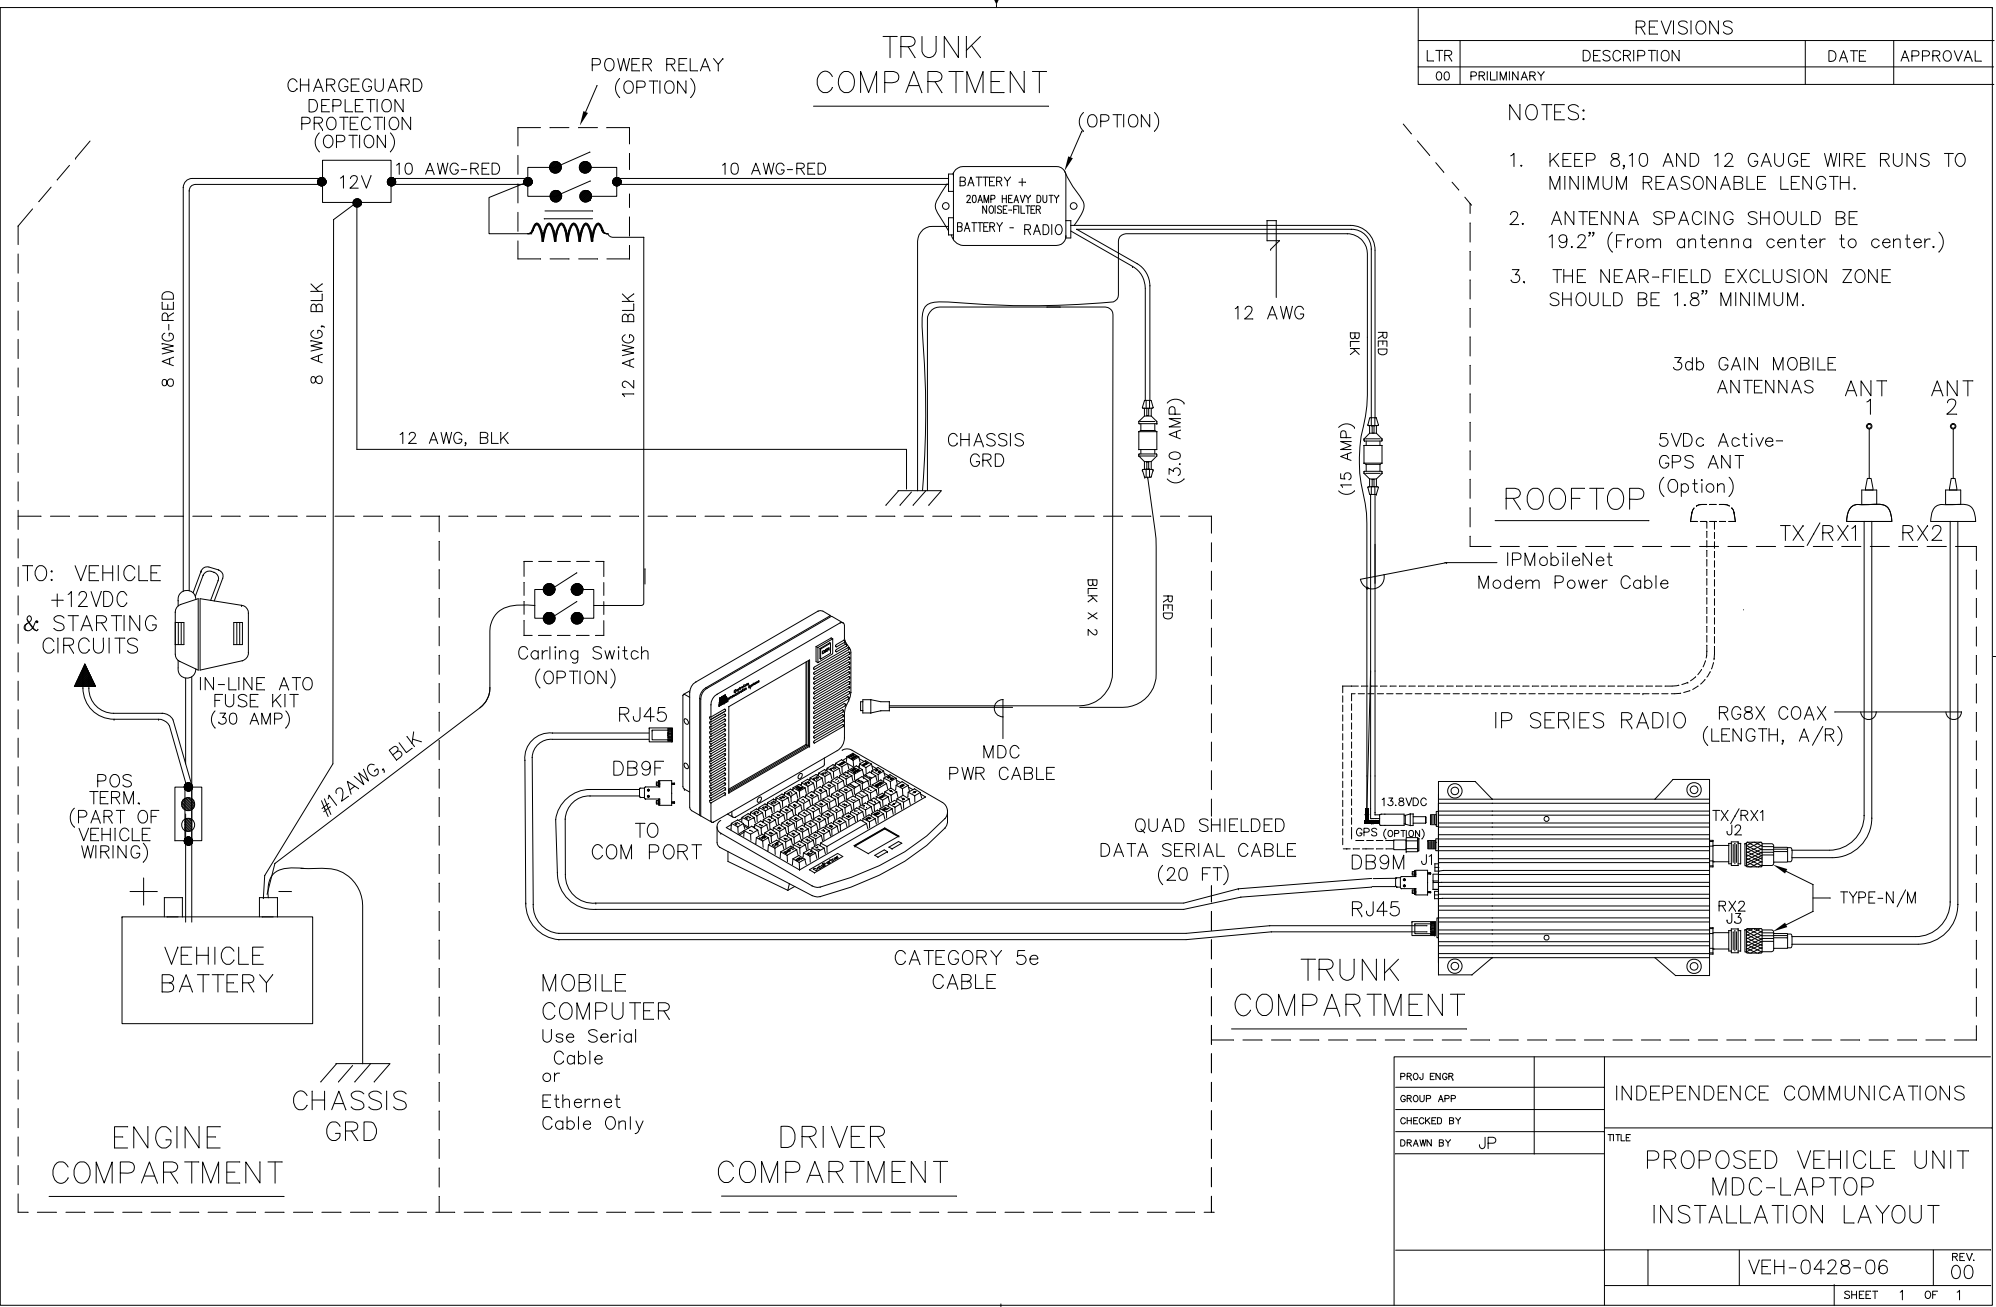 REVISIONS
LTR DESCRIPTION DATE APPROVAL
00 PRILIMINARY
NOTES:
1. KEEP 8,10 AND 12 GAUGE WIRE RUNS TO
MINIMUM REASONABLE LENGTH.
2. ANTENNA SPACING SHOULD BE
19.2" (From antenna center to center.)
3. THE NEAR-FIELD EXCLUSION ZONE
SHOULD BE 1.8" MINIMUM.
TRUNK
COMPARTMENT
POWER RELAY
(OPTION)
CHARGEGUARD
DEPLETION
PROTECTION
(OPTION)
12V
10 AWG-RED
10 AWG-RED
(OPTION)
BATTERY +
20AMP HEAVY DUTY
NOISE-FILTER
BATTERY - RADIO
8 AWG-RED
8 AWG, BLK
12 AWG BLK
12 AWG
BLK
RED
12 AWG, BLK
CHASSIS
GRD
(3.0 AMP)
(15 AMP)
3db GAIN MOBILE
ANTENNAS
ANT
1
ANT
2
5VDc Active-
GPS ANT
(Option)
ROOFTOP
TX/RX1
RX2
IPMobileNet
Modem Power Cable
TO: VEHICLE
+12VDC
& STARTING
CIRCUITS
IN-LINE ATO
FUSE KIT
(30 AMP)
Carling Switch
(OPTION)
BLK X 2
RED
#12AWG, BLK
POS
TERM.
(PART OF
VEHICLE
WIRING)
RJ45
DB9F
TO
COM PORT
MDC
PWR CABLE
IP SERIES RADIO
RG8X COAX
(LENGTH, A/R)
QUAD SHIELDED
DATA SERIAL CABLE
(20 FT)
13.8VDC
GPS (OPTION)
DB9M J1
RJ45
TX/RX1
J2
RX2
J3
TYPE-N/M
+ -
VEHICLE
BATTERY
CATEGORY 5e
CABLE
MOBILE
COMPUTER
Use Serial
Cable
or
Ethernet
Cable Only
TRUNK
COMPARTMENT
CHASSIS
GRD
ENGINE
COMPARTMENT
DRIVER
COMPARTMENT
PROJ ENGR
GROUP APP
CHECKED BY
DRAWN BY JP
INDEPENDENCE COMMUNICATIONS
TITLE
PROPOSED VEHICLE UNIT
MDC-LAPTOP
INSTALLATION LAYOUT
VEH-0428-06
REV.
00
SHEET 1 OF 1